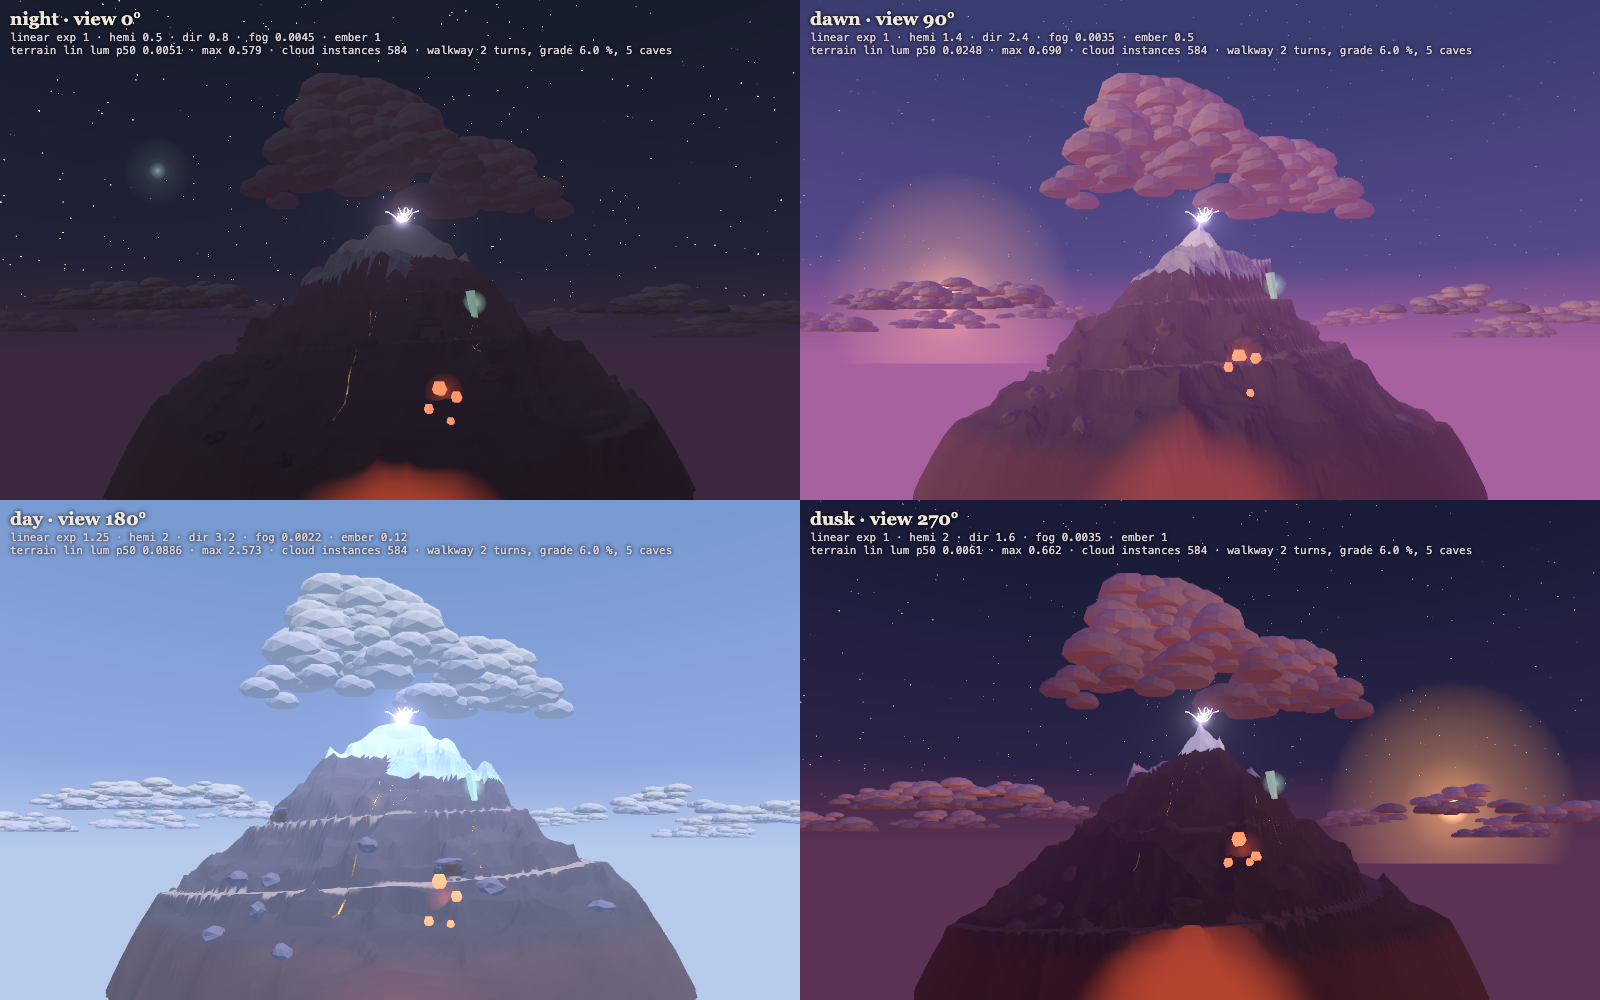 night · view 0°
linear exp 1 · hemi 0.5 · dir 0.8 · fog 0.0045 · ember 1
terrain lin lum p50 0.0051 · max 0.579 · cloud instances 584 · walkway 2 turns, grade 6.0 %, 5 caves
dawn · view 90°
linear exp 1 · hemi 1.4 · dir 2.4 · fog 0.0035 · ember 0.5
terrain lin lum p50 0.0248 · max 0.690 · cloud instances 584 · walkway 2 turns, grade 6.0 %, 5 caves
day · view 180°
linear exp 1.25 · hemi 2 · dir 3.2 · fog 0.0022 · ember 0.12
terrain lin lum p50 0.0886 · max 2.573 · cloud instances 584 · walkway 2 turns, grade 6.0 %, 5 caves
dusk · view 270°
linear exp 1 · hemi 2 · dir 1.6 · fog 0.0035 · ember 1
terrain lin lum p50 0.0061 · max 0.662 · cloud instances 584 · walkway 2 turns, grade 6.0 %, 5 caves